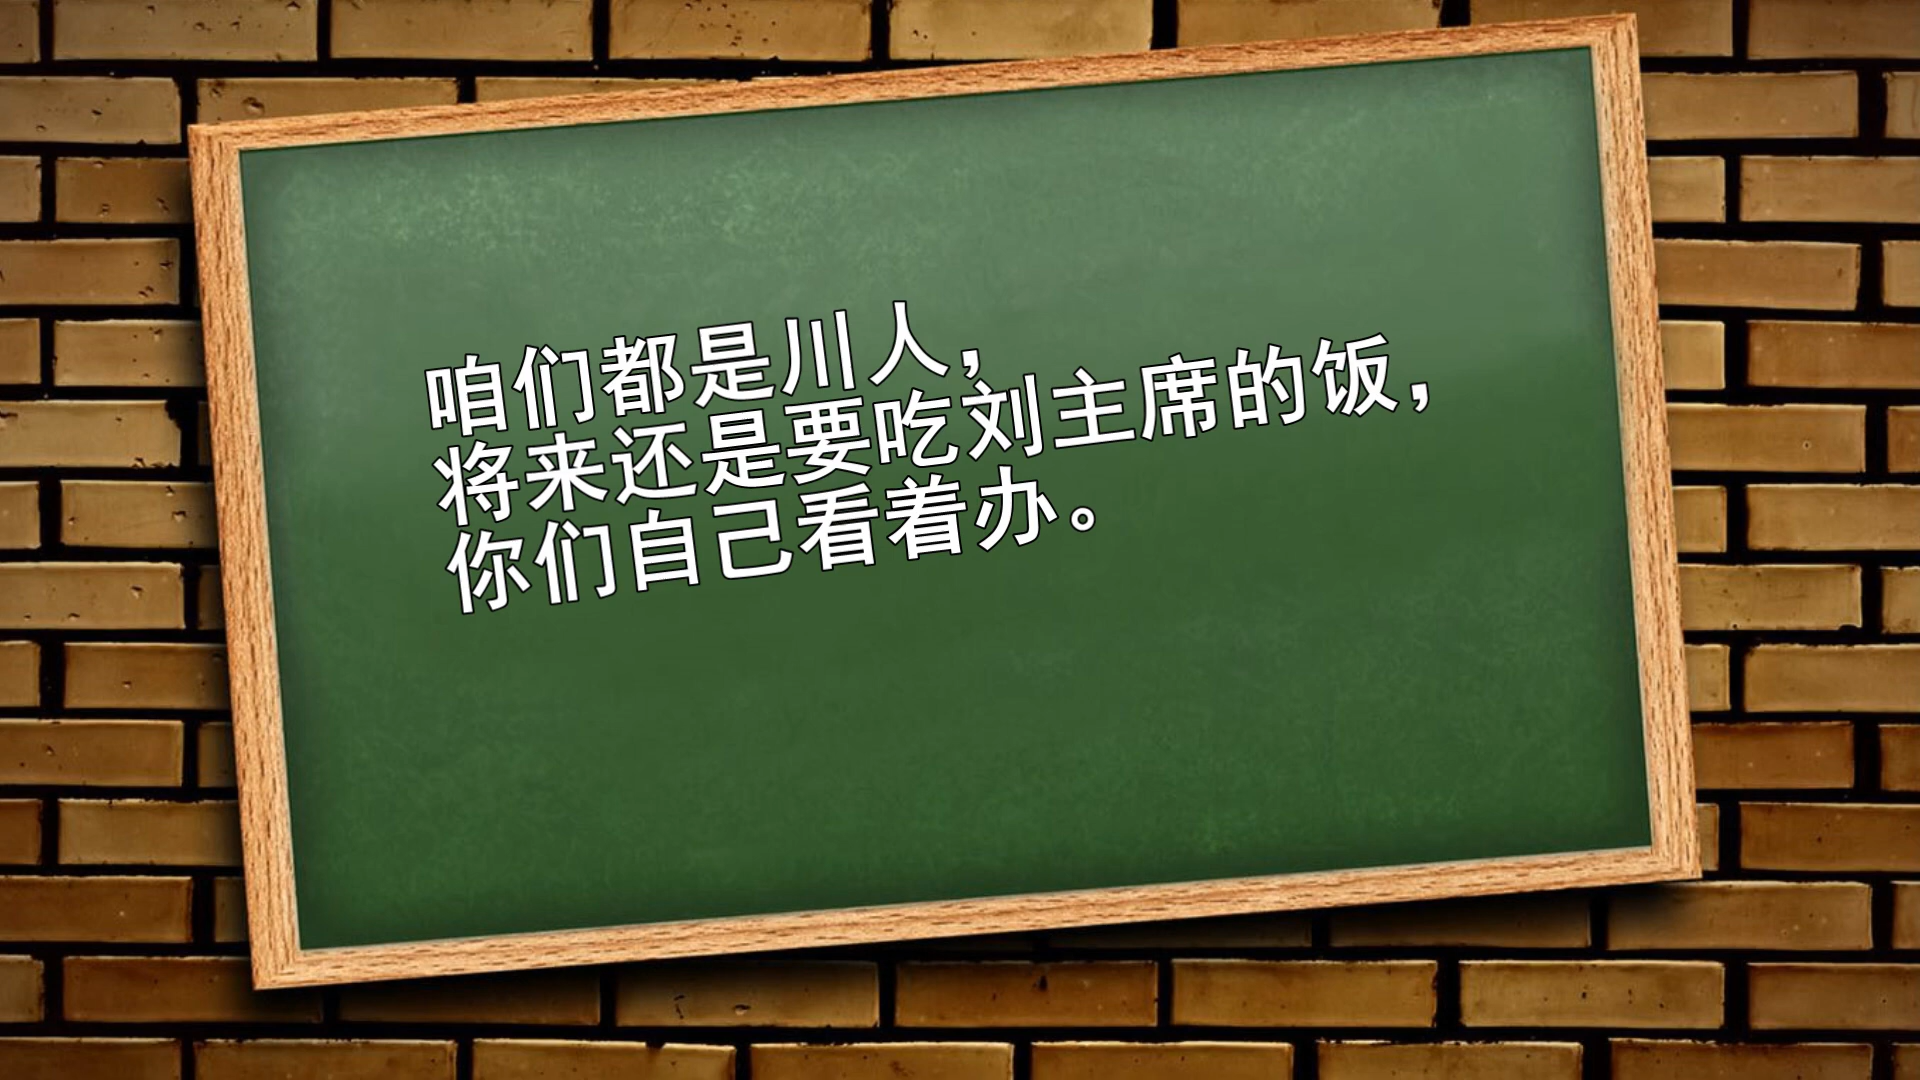 咱们都是川人，
将来还是要吃刘主席的饭，
你们自己看着办。